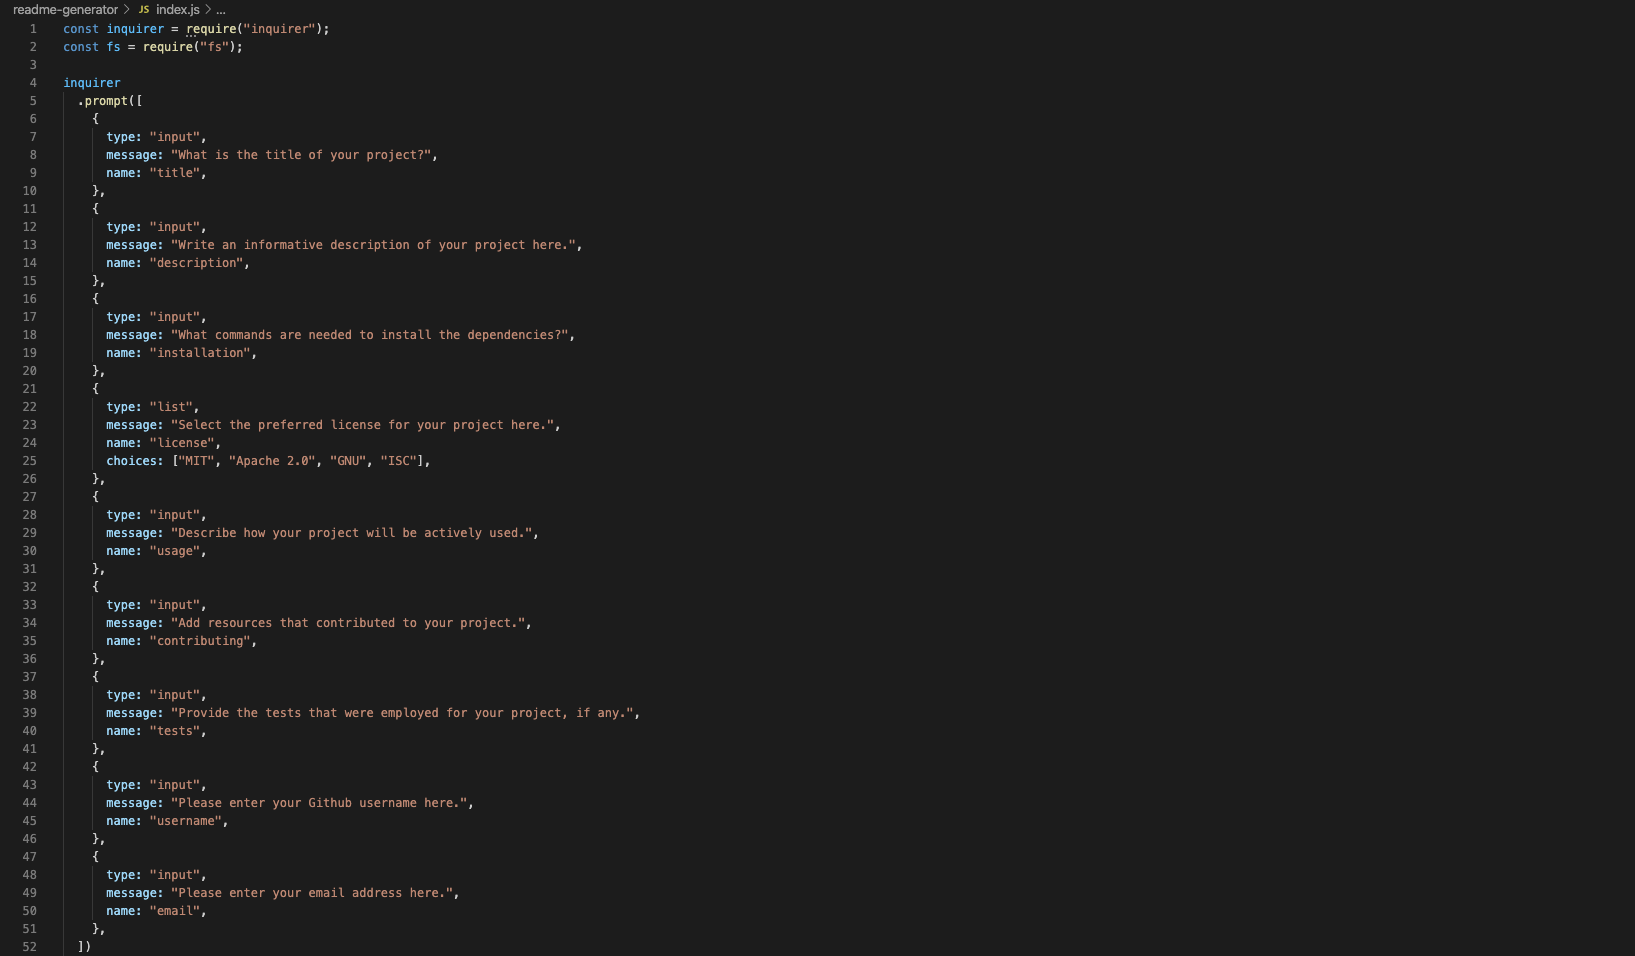 readme-generator > JS index.js > ...
1 const inquirer = require("inquirer");
2 const fs = require("fs");
3
4 inquirer
5 .prompt([
6 {
7 type: "input",
8 message: "What is the title of your project?",
9 name: "title",
10 },
11 {
12 type: "input",
13 message: "Write an informative description of your project here.",
14 name: "description",
15 },
16 {
17 type: "input",
18 message: "What commands are needed to install the dependencies?",
19 name: "installation",
20 },
21 {
22 type: "list",
23 message: "Select the preferred license for your project here.",
24 name: "license",
25 choices: ["MIT", "Apache 2.0", "GNU", "ISC"],
26 },
27 {
28 type: "input",
29 message: "Describe how your project will be actively used.",
30 name: "usage",
31 },
32 {
33 type: "input",
34 message: "Add resources that contributed to your project.",
35 name: "contributing",
36 },
37 {
38 type: "input",
39 message: "Provide the tests that were employed for your project, if any.",
40 name: "tests",
41 },
42 {
43 type: "input",
44 message: "Please enter your Github username here.",
45 name: "username",
46 },
47 {
48 type: "input",
49 message: "Please enter your email address here.",
50 name: "email",
51 },
52 ])